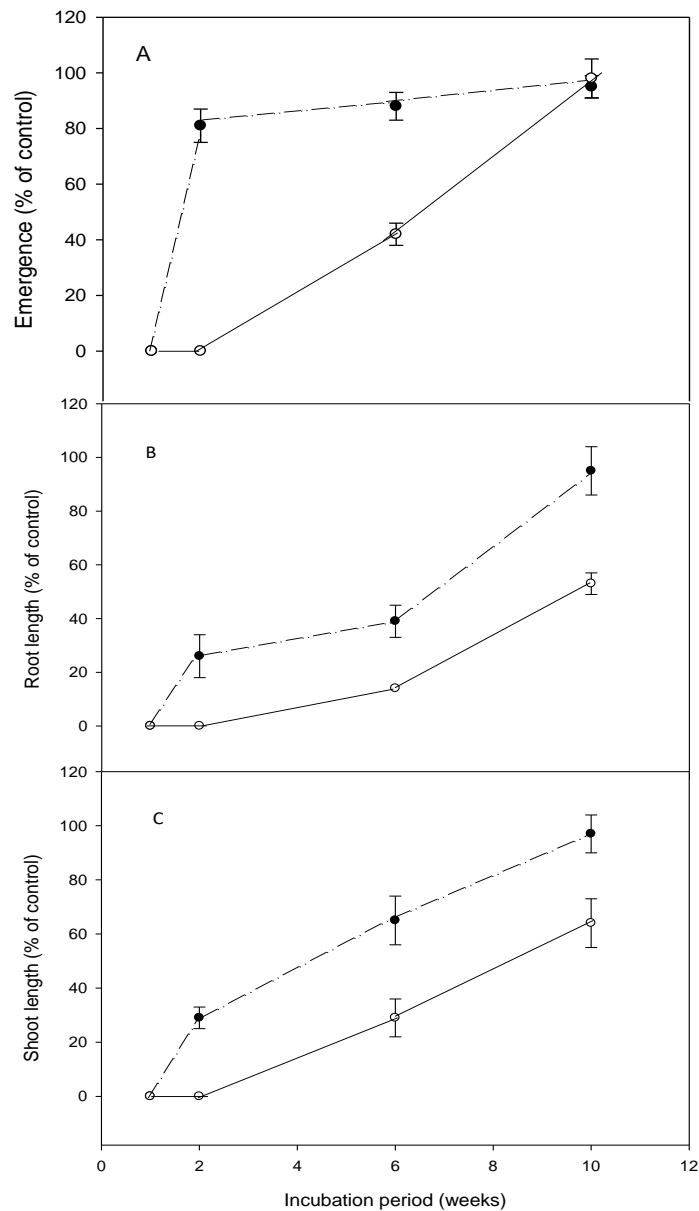 120
A
100
80
60
40
20
0
Emergence (% of control)
120
B
100
80
60
40
20
0
Root length (% of control)
120
C
100
80
60
40
20
0
Shoot length (% of control)
0 2 4 6 8 10 12
Incubation period (weeks)